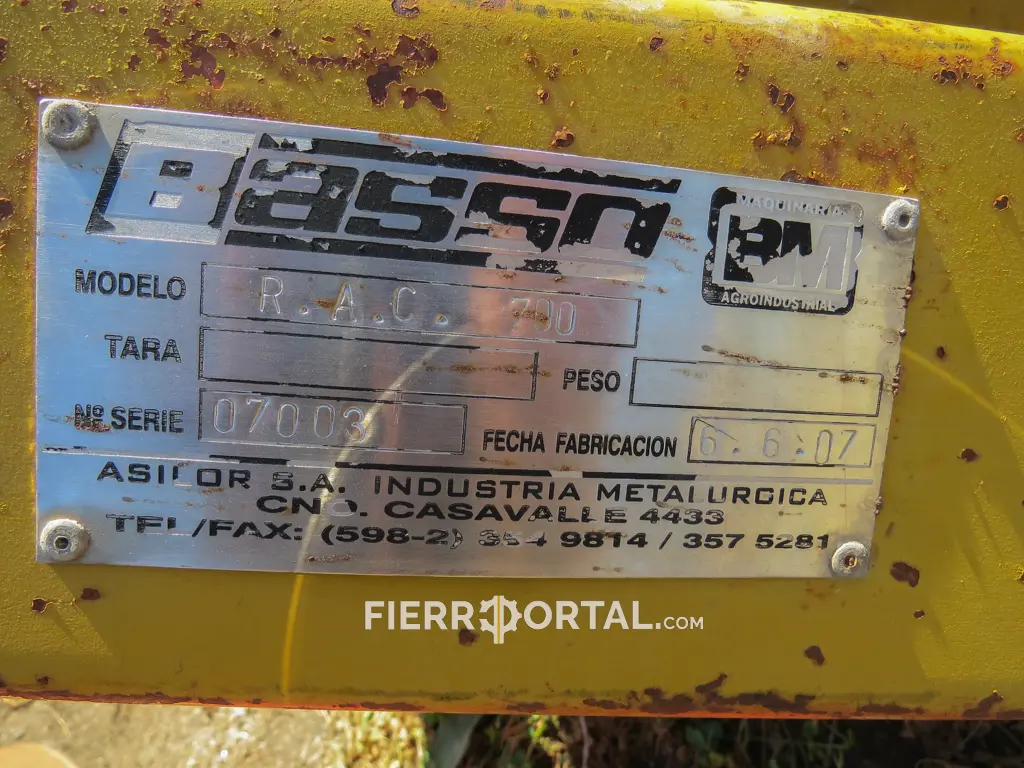 Basso
MAQUINARIA
BM
AGROINDUSTRIAL
MODELO R.A.C. 700
TARA
PESO
Nº SERIE 07003
FECHA FABRICACION 6.6.07
ASILOR S.A. INDUSTRIA METALURGICA
CNO. CASAVALLE 4433
TEL/FAX: (598-2) 354 9814 / 357 5281
FIERROPORTAL.COM